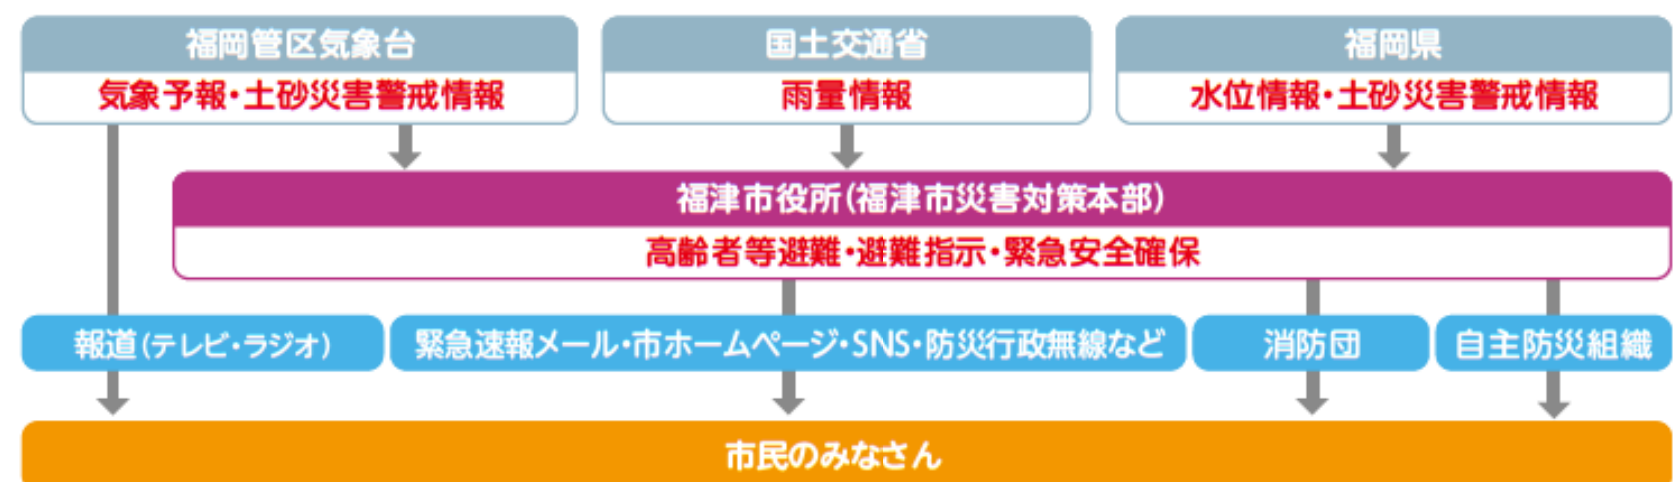 福岡管区気象台
気象予報・土砂災害警戒情報
国土交通省
雨量情報
福岡県
水位情報・土砂災害警戒情報
福津市役所(福津市災害対策本部)
高齢者等避難・避難指示・緊急安全確保
報道(テレビ・ラジオ)
緊急速報メール・市ホームページ・SNS・防災行政無線など
消防団
自主防災組織
市民のみなさん